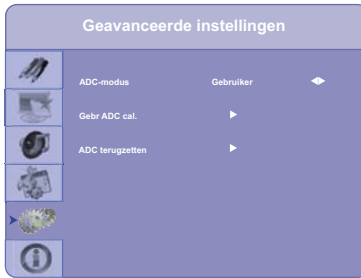 Geavanceerde instellingen
ADC-modus Gebruiker
Gebr ADC cal.
ADC terugzetten